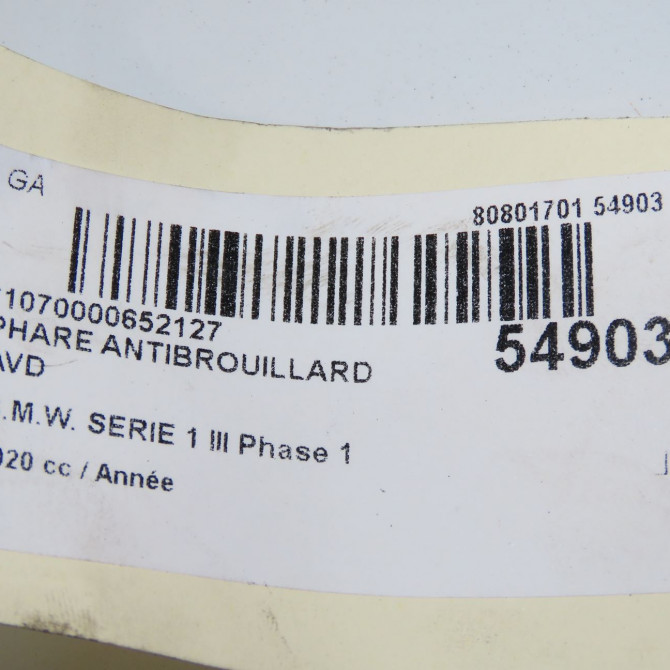 GA
80801701 54903
1070000652127
PHARE ANTIBROUILLARD
AVD
54903
.M.W. SERIE 1 III Phase 1
020 cc / Année